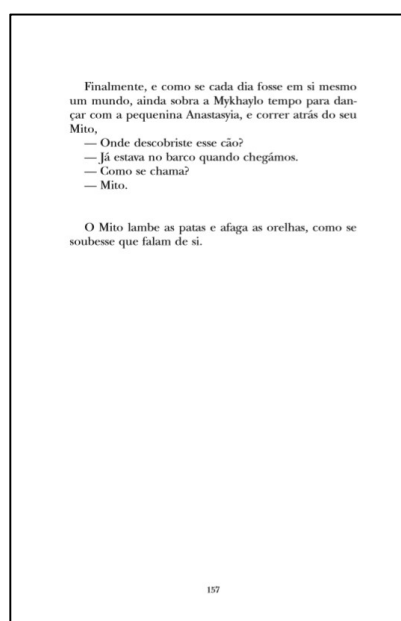 Finalmente, e como se cada dia fosse em si mesmo
um mundo, ainda sobra a Mykhaylo tempo para dan-
çar com a pequenina Anastasyia, e correr atrás do seu
Mito,
— Onde descobriste esse cão?
— Já estava no barco quando chegámos.
— Como se chama?
— Mito.
O Mito lambe as patas e afaga as orelhas, como se
soubesse que falam de si.
157